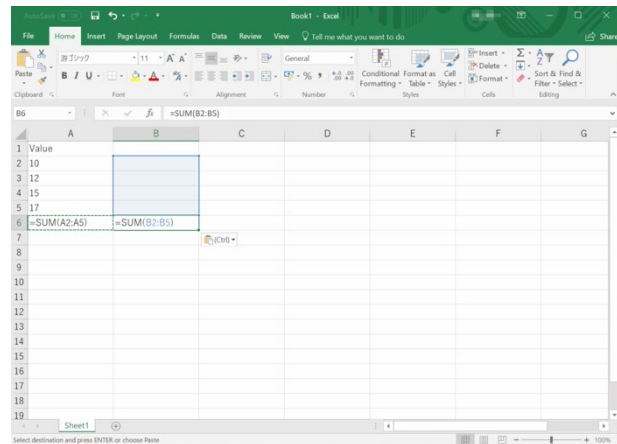 AutoSave
Book1 - Excel
File Home Insert Page Layout Formulas Data Review View Tell me what you want to do Share
Paste
游ゴシック 11 A A General
B I U A % 9
Conditional Formatting Format as Table Cell Styles
Insert Delete Format
Sort & Filter Find & Select
Clipboard Font Alignment Number Styles Cells Editing
B6 fx =SUM(B2:B5)
A B C D E F G
1 Value
2 10
3 12
4 15
5 17
6 =SUM(A2:A5) =SUM(B2:B5)
7 (Ctrl)
8
9
10
11
12
13
14
15
16
17
18
19
Sheet1
Select destination and press ENTER or choose Paste 100%